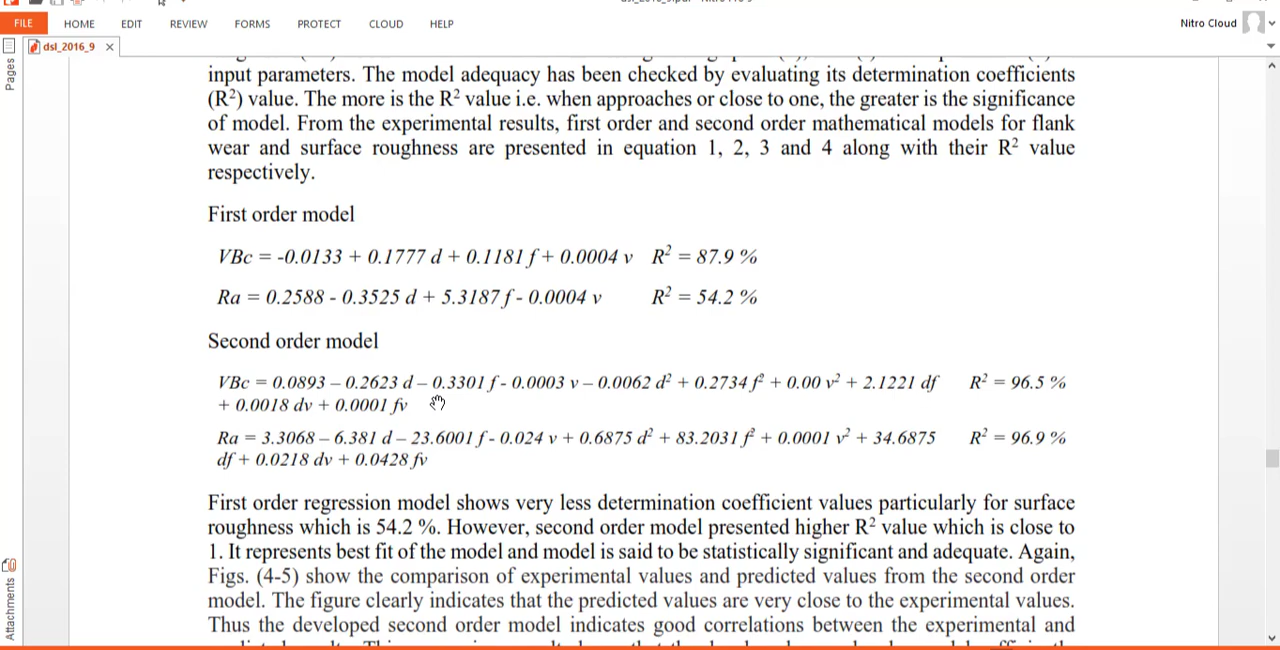 FILE HOME EDIT REVIEW FORMS PROTECT CLOUD HELP Nitro Cloud
dsl_2016_9
Pages
input parameters. The model adequacy has been checked by evaluating its determination coefficients
(R²) value. The more is the R² value i.e. when approaches or close to one, the greater is the significance
of model. From the experimental results, first order and second order mathematical models for flank
wear and surface roughness are presented in equation 1, 2, 3 and 4 along with their R² value
respectively.
First order model
VBc = -0.0133 + 0.1777 d + 0.1181 f + 0.0004 v R² = 87.9 %
Ra = 0.2588 - 0.3525 d + 5.3187 f - 0.0004 v R² = 54.2 %
Second order model
VBc = 0.0893 – 0.2623 d – 0.3301 f - 0.0003 v – 0.0062 d² + 0.2734 f² + 0.00 v² + 2.1221 df R² = 96.5 %
+ 0.0018 dv + 0.0001 fv
Ra = 3.3068 – 6.381 d – 23.6001 f - 0.024 v + 0.6875 d² + 83.2031 f² + 0.0001 v² + 34.6875 R² = 96.9 %
df + 0.0218 dv + 0.0428 fv
First order regression model shows very less determination coefficient values particularly for surface
roughness which is 54.2 %. However, second order model presented higher R² value which is close to
1. It represents best fit of the model and model is said to be statistically significant and adequate. Again,
Figs. (4-5) show the comparison of experimental values and predicted values from the second order
model. The figure clearly indicates that the predicted values are very close to the experimental values.
Thus the developed second order model indicates good correlations between the experimental and
Attachments